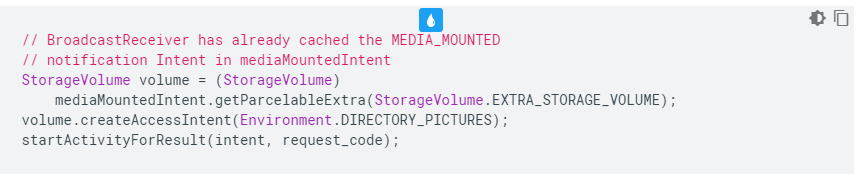 // BroadcastReceiver has already cached the MEDIA_MOUNTED
// notification Intent in mediaMountedIntent
StorageVolume volume = (StorageVolume)
    mediaMountedIntent.getParcelableExtra(StorageVolume.EXTRA_STORAGE_VOLUME);
volume.createAccessIntent(Environment.DIRECTORY_PICTURES);
startActivityForResult(intent, request_code);